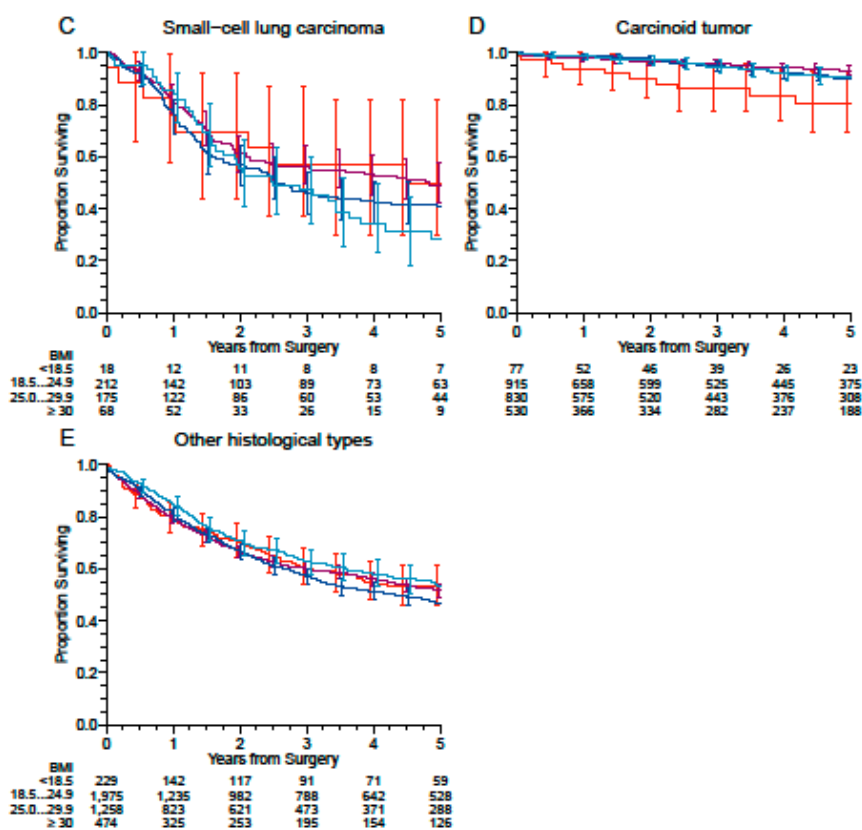 C Small-cell lung carcinoma
1.0
0.8
0.6
0.4
0.2
0.0
Proportion Surviving
0 1 2 3 4 5
Years from Surgery
BMI
<18.5 18 12 11 8 8 7
18.5...24.9 212 142 103 89 73 63
25.0...29.9 175 122 86 60 53 44
≥ 30 68 52 33 26 15 9
D Carcinoid tumor
1.0
0.8
0.6
0.4
0.2
0.0
Proportion Surviving
0 1 2 3 4 5
Years from Surgery
77 52 46 39 26 23
915 658 599 525 445 375
830 575 520 443 376 308
530 366 334 282 237 188
E Other histological types
1.0
0.8
0.6
0.4
0.2
0.0
Proportion Surviving
0 1 2 3 4 5
Years from Surgery
BMI
<18.5 229 142 117 91 71 59
18.5...24.9 1,975 1,235 982 788 642 528
25.0...29.9 1,258 823 621 473 371 288
≥ 30 474 325 253 195 154 126